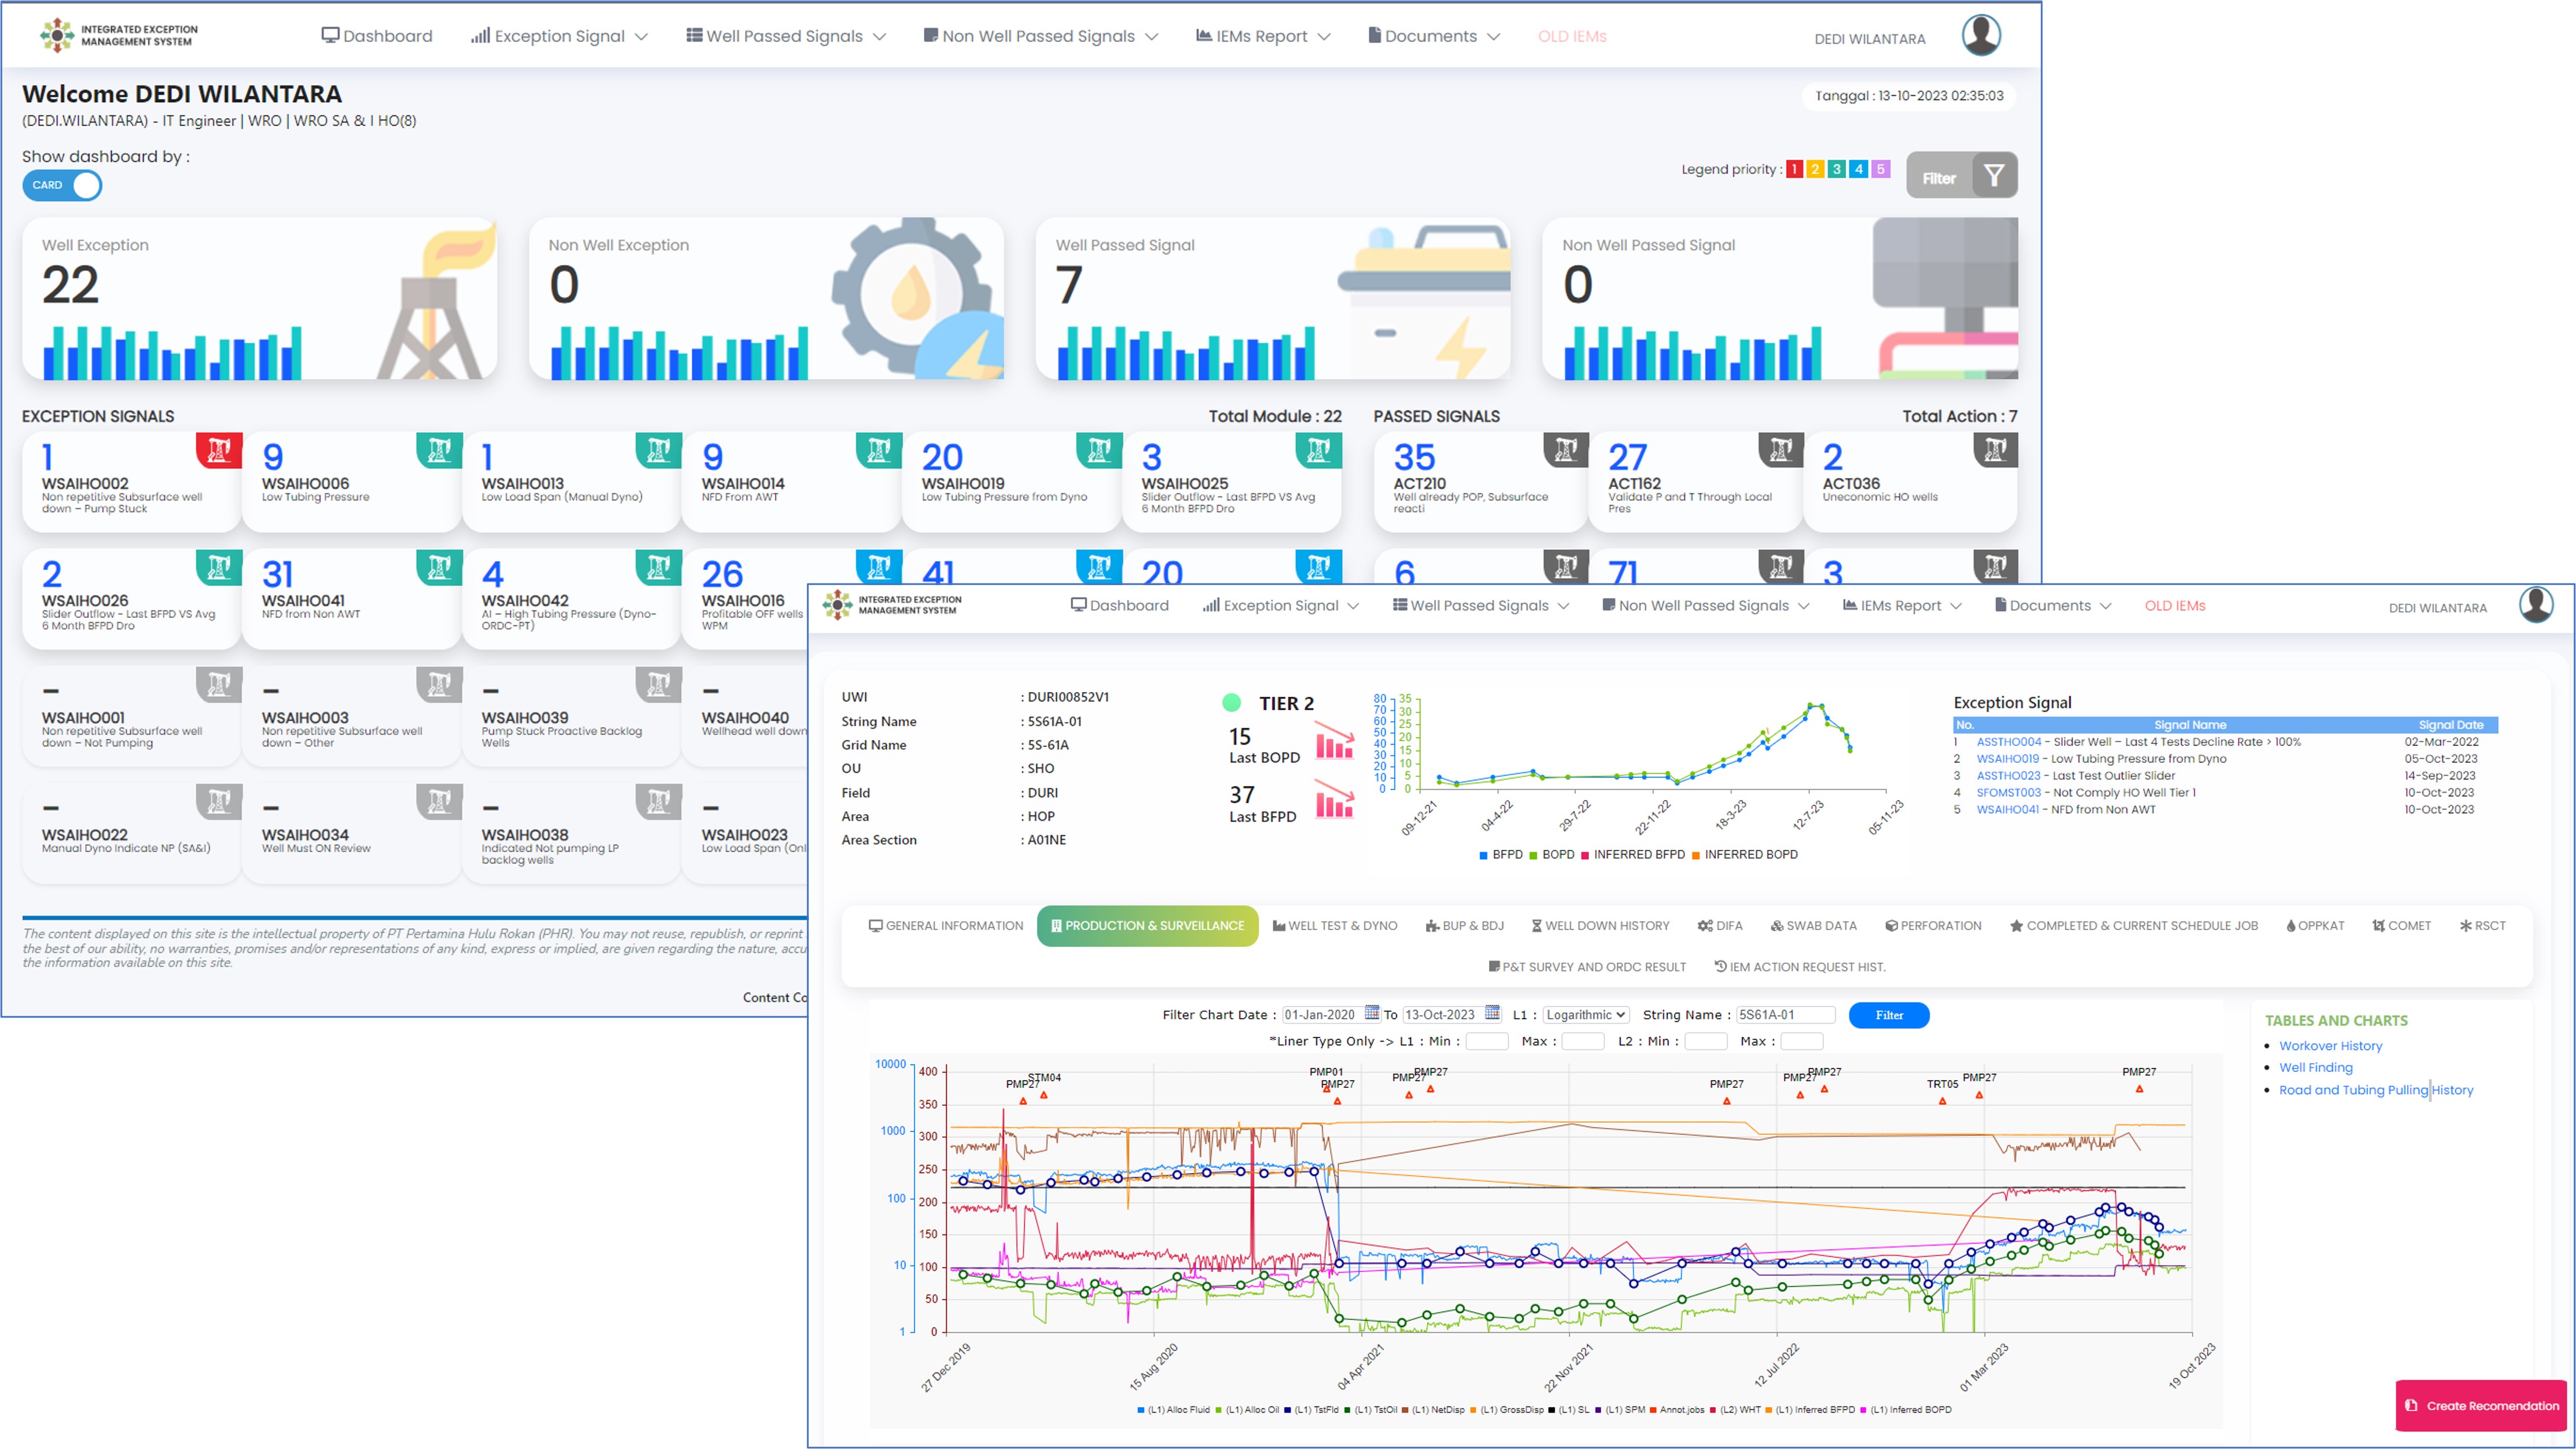 INTEGRATED EXCEPTION
MANAGEMENT SYSTEM
Dashboard Exception Signal Well Passed Signals Non Well Passed Signals IEMs Report Documents OLD IEMs
DEDI WILANTARA
Welcome DEDI WILANTARA
(DEDI.WILANTARA) - IT Engineer | WRO | WRO SA & I HO(8)
Tanggal : 13-10-2023 02:35:03
Show dashboard by :
CARD
Legend priority : 1 2 3 4 5
Filter
Well Exception
22
Non Well Exception
0
Well Passed Signal
7
Non Well Passed Signal
0
EXCEPTION SIGNALS
Total Module : 22
1
WSAIHO002
Non repetitive Subsurface well
down – Pump Stuck
9
WSAIHO006
Low Tubing Pressure
1
WSAIHO013
Low Load Span (Manual Dyno)
9
WSAIHO014
NFD From AWT
20
WSAIHO019
Low Tubing Pressure from Dyno
3
WSAIHO025
Slider Outflow - Last BFPD VS Avg
6 Month BFPD Dro
PASSED SIGNALS
Total Action : 7
35
ACT210
Well already POP, Subsurface
reacti
27
ACT162
Validate P and T Through Local
Pres
2
ACT036
Uneconomic HO wells
2
WSAIHO026
Slider Outflow - Last BFPD VS Avg
6 Month BFPD Dro
31
WSAIHO041
NFD from Non AWT
4
WSAIHO042
AI – High Tubing Pressure (Dyno-
ORDC-PT)
26
WSAIHO016
Profitable OFF wells
WPM
41
20
6
71
3
–
WSAIHO001
Non repetitive Subsurface well
down – Not Pumping
–
WSAIHO003
Non repetitive Subsurface well
down – Other
–
WSAIHO039
Pump Stuck Proactive Backlog
Wells
–
WSAIHO040
Wellhead well down
–
WSAIHO022
Manual Dyno Indicate NP (SA&I)
–
WSAIHO034
Well Must ON Review
–
WSAIHO038
Indicated Not pumping LP
backlog wells
–
WSAIHO023
Low Load Span (Onl
The content displayed on this site is the intellectual property of PT Pertamina Hulu Rokan (PHR). You may not reuse, republish, or reprint
the best of our ability, no warranties, promises and/or representations of any kind, express or implied, are given regarding the nature, accu
the information available on this site.
Content Co
INTEGRATED EXCEPTION
MANAGEMENT SYSTEM
Dashboard Exception Signal Well Passed Signals Non Well Passed Signals IEMs Report Documents OLD IEMs
DEDI WILANTARA
UWI : DURI00852V1
String Name : 5S61A-01
Grid Name : 5S-61A
OU : SHO
Field : DURI
Area : HOP
Area Section : A01NE
TIER 2
15
Last BOPD
37
Last BFPD
80 70 60 50 40 30 20 10 0
35 30 25 20 15 10 5 0
09-12-21 04-4-22 29-7-22 22-11-22 18-3-23 12-7-23 05-11-23
BFPD BOPD INFERRED BFPD INFERRED BOPD
Exception Signal
No. Signal Name Signal Date
1 ASSTHO004 - Slider Well – Last 4 Tests Decline Rate > 100% 02-Mar-2022
2 WSAIHO019 - Low Tubing Pressure from Dyno 05-Oct-2023
3 ASSTHO023 - Last Test Outlier Slider 14-Sep-2023
4 SFOMST003 - Not Comply HO Well Tier 1 10-Oct-2023
5 WSAIHO041 - NFD from Non AWT 10-Oct-2023
GENERAL INFORMATION PRODUCTION & SURVEILLANCE WELL TEST & DYNO BUP & BDJ WELL DOWN HISTORY DIFA SWAB DATA PERFORATION COMPLETED & CURRENT SCHEDULE JOB OPPKAT COMET RSCT
P&T SURVEY AND ORDC RESULT IEM ACTION REQUEST HIST.
Filter Chart Date : 01-Jan-2020 To 13-Oct-2023 L1 : Logarithmic String Name : 5S61A-01 Filter
*Liner Type Only -> L1 : Min : Max : L2 : Min : Max :
10000 1000 100 10 1
400 350 300 250 200 150 100 50 0
PMP27 STM04 PMP01 PMP27 PMP27 PMP27 PMP27 PMP27 PMP27 TRT05 PMP27 PMP27
27 Dec 2019 15 Aug 2020 04 Apr 2021 22 Nov 2021 12 Jul 2022 01 Mar 2023 19 Oct 2023
(L1) Alloc Fluid (L1) Alloc Oil (L1) TstFld (L1) TstOil (L1) NetDisp (L1) GrossDisp (L1) SL (L1) SPM Annot.jobs (L2) WHT (L1) Inferred BFPD (L1) Inferred BOPD
TABLES AND CHARTS
Workover History
Well Finding
Road and Tubing Pulling History
Create Recomendation